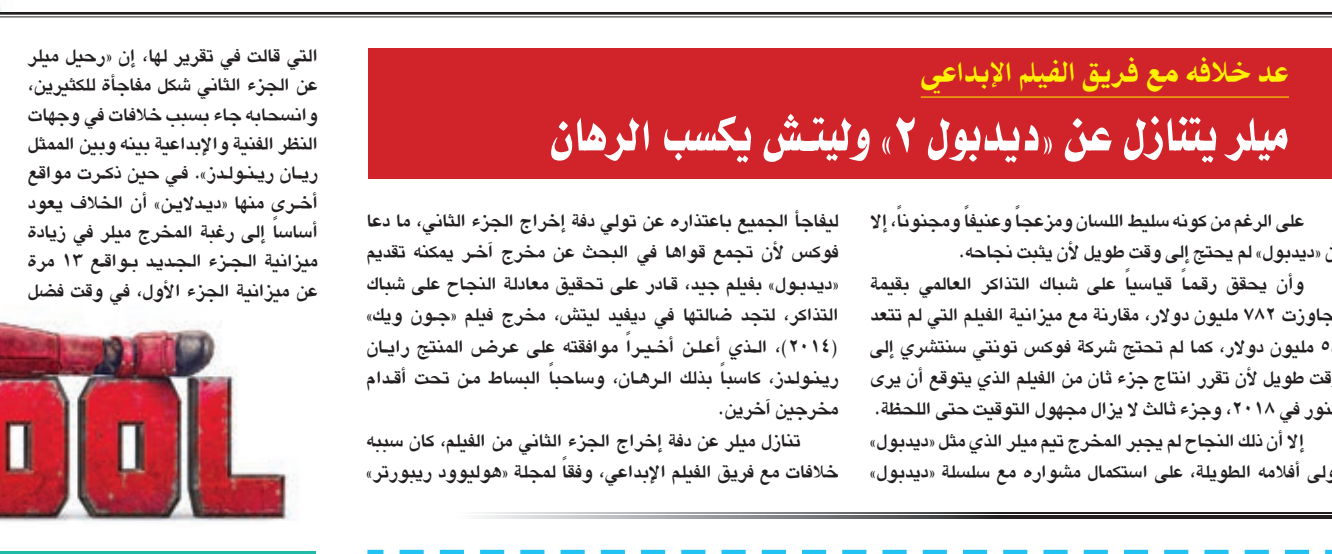 عد خلافه مع فريق الفيلم الإبداعي
ميلر يتنازل عن «ديدبول ٢» وليتش يكسب الرهان
على الرغم من كونه سليط اللسان ومزعجاً وعنيفاً ومجنوناً، إلا
«ديدبول» لم يحتج إلى وقت طويل لأن يثبت نجاحه.
وأن يحقق رقماً قياسياً على شباك التذاكر العالمي بقيمة
جاوزت ٧٨٢ مليون دولار، مقارنة مع ميزانية الفيلم التي لم تتعد
مليون دولار، كما لم تحتج شركة فوكس تونتي سنتشري إلى
طويل لأن تقرر انتاج جزء ثان من الفيلم الذي يتوقع أن يرى
في ٢٠١٨، وجزء ثالث لا يزال مجهول التوقيت حتى اللحظة.
إلا أن ذلك النجاح لم يجبر المخرج تيم ميلر الذي مثل «ديدبول»
أفلامه الطويلة، على استكمال مشواره مع سلسلة «ديدبول»
ليفاجأ الجميع باعتذاره عن تولي دفة إخراج الجزء الثاني، ما دعا
فوكس لأن تجمع قواها في البحث عن مخرج آخر يمكنه تقديم
«ديدبول» بفيلم جيد، قادر على تحقيق معادلة النجاح على شباك
التذاكر، لتجد ضالتها في ديفيد ليتش، مخرج فيلم «جون ويك»
(٢٠١٤)، الذي أعلن أخيراً موافقته على عرض المنتج رايان
رينولدز، كاسباً بذلك الرهان، وساحباً البساط من تحت أقدام
مخرجين آخرين.
تنازل ميلر عن دفة إخراج الجزء الثاني من الفيلم، كان سببه
خلافات مع فريق الفيلم الإبداعي، وفقاً لمجلة «هوليوود ريبورتر»
التي قالت في تقرير لها، إن «رحيل ميلر
عن الجزء الثاني شكل مفاجأة للكثيرين،
وانسحابه جاء بسبب خلافات في وجهات
النظر الفنية والإبداعية بينه وبين الممثل
ريان رينولدز». في حين ذكرت مواقع
أخرى منها «ديدلاين» أن الخلاف يعود
أساساً إلى رغبة المخرج ميلر في زيادة
ميزانية الجزء الجديد بواقع ١٣ مرة
عن ميزانية الجزء الأول، في وقت فضل
OOL